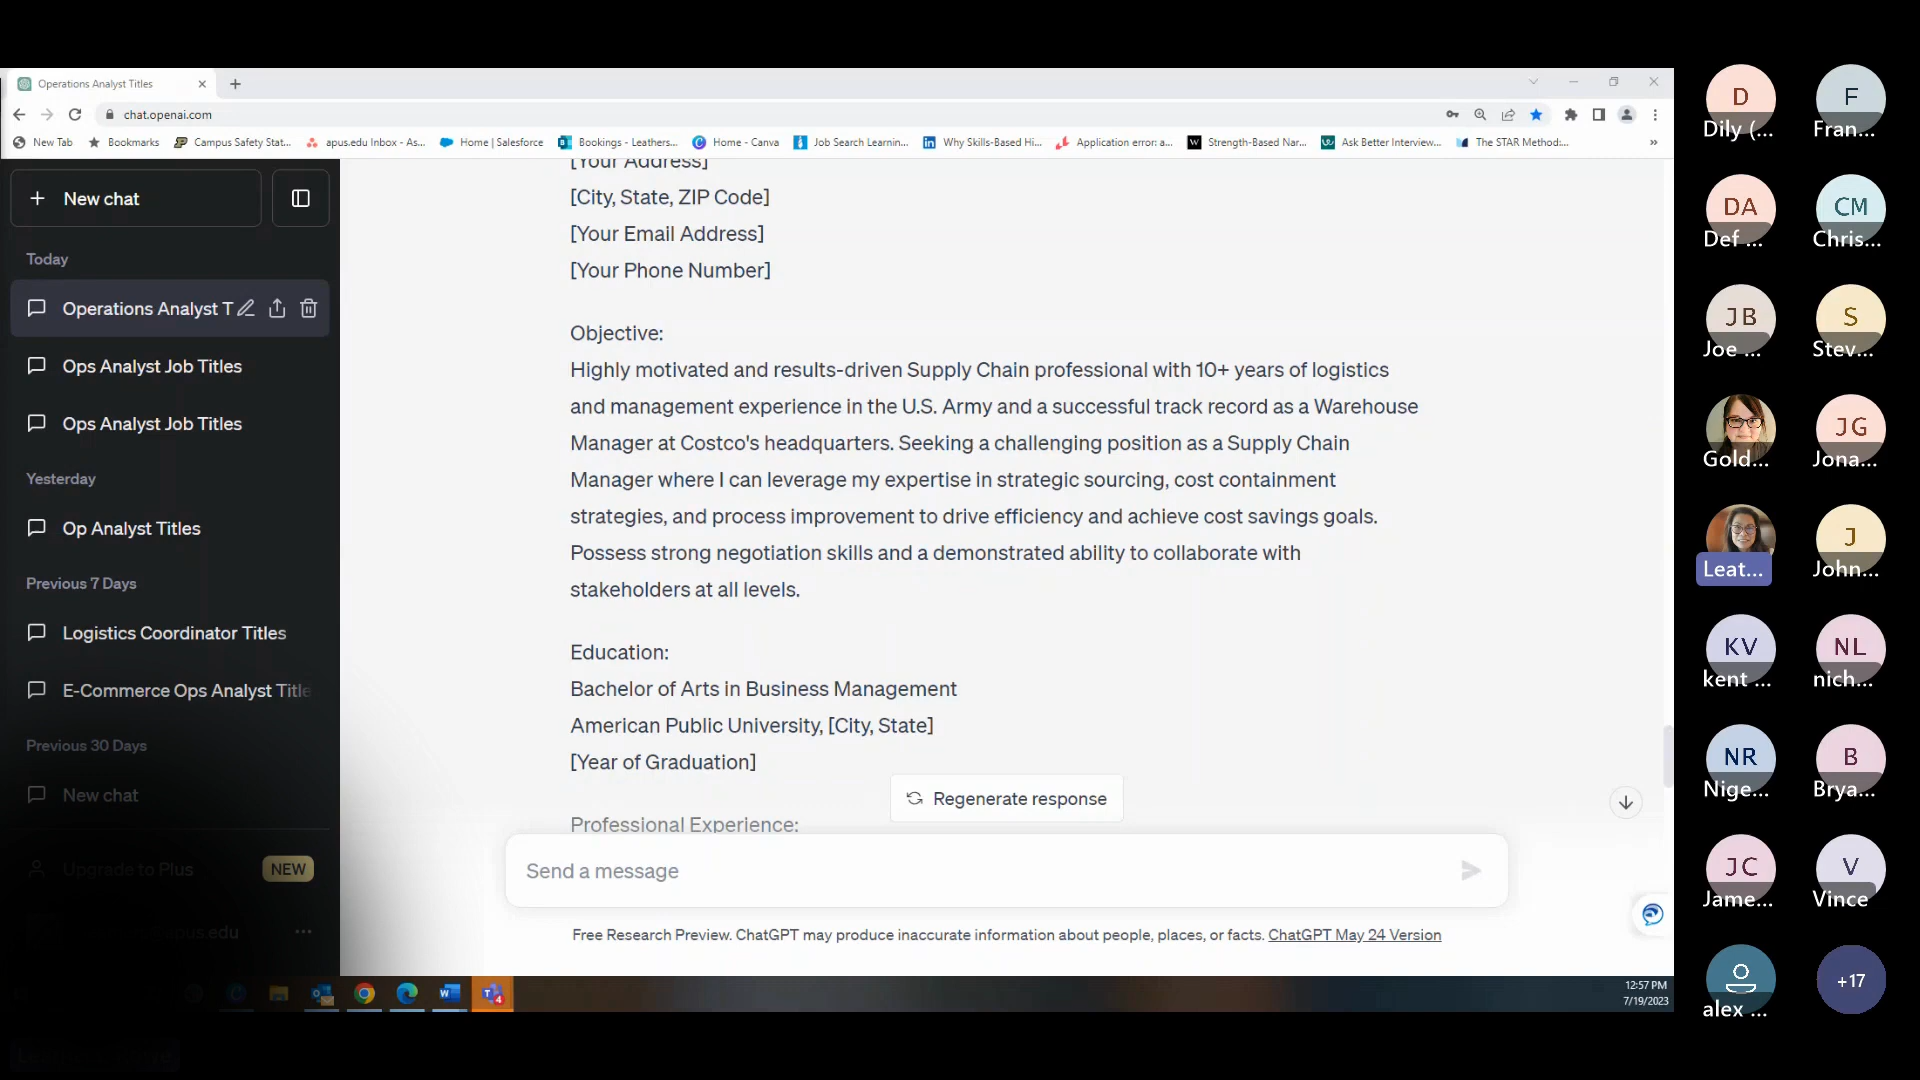 Operations Analyst Titles
chat.openai.com
New Tab
Bookmarks
Campus Safety Stat...
apus.edu Inbox - As...
Home | Salesforce
Bookings - Leathers...
Home - Canva
Job Search Learnin...
Why Skills-Based Hi...
Application error: a...
Strength-Based Nar...
Ask Better Interview...
The STAR Method:...
New chat
Today
Operations Analyst T
Ops Analyst Job Titles
Ops Analyst Job Titles
Yesterday
Op Analyst Titles
Previous 7 Days
Logistics Coordinator Titles
E-Commerce Ops Analyst Title
Previous 30 Days
New chat
Upgrade to Plus
NEW
[Your Address]
[City, State, ZIP Code]
[Your Email Address]
[Your Phone Number]
Objective:
Highly motivated and results-driven Supply Chain professional with 10+ years of logistics
and management experience in the U.S. Army and a successful track record as a Warehouse
Manager at Costco's headquarters. Seeking a challenging position as a Supply Chain
Manager where I can leverage my expertise in strategic sourcing, cost containment
strategies, and process improvement to drive efficiency and achieve cost savings goals.
Possess strong negotiation skills and a demonstrated ability to collaborate with
stakeholders at all levels.
Education:
Bachelor of Arts in Business Management
American Public University, [City, State]
[Year of Graduation]
Regenerate response
Professional Experience:
Send a message
Free Research Preview. ChatGPT may produce inaccurate information about people, places, or facts. ChatGPT May 24 Version
4
12:57 PM
7/19/2023
D
Dily (...
F
Fran...
DA
Def ...
CM
Chris...
JB
Joe ...
S
Stev...
Gold...
JG
Jona...
Leat...
J
John...
KV
kent ...
NL
nich...
NR
Nige...
B
Brya...
JC
Jame...
V
Vince
alex ...
+17